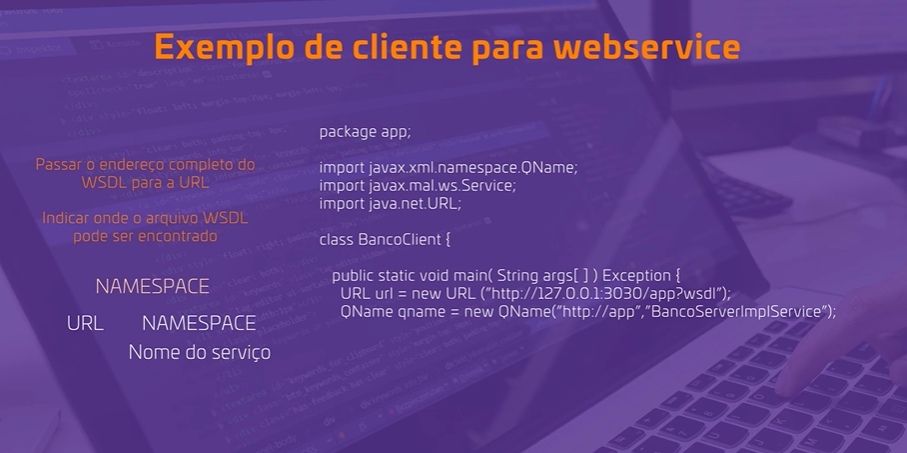 Exemplo de cliente para webservice
Passar o endereço completo do
WSDL para a URL
Indicar onde o arquivo WSDL
pode ser encontrado
NAMESPACE
URL NAMESPACE
Nome do serviço
package app;
import javax.xml.namespace.QName;
import javax.mal.ws.Service;
import java.net.URL;
class BancoClient {
public static void main( String args[ ] ) Exception {
URL url = new URL ("http://127.0.0.1:3030/app?wsdl");
QName qname = new QName("http://app","BancoServerImplService");